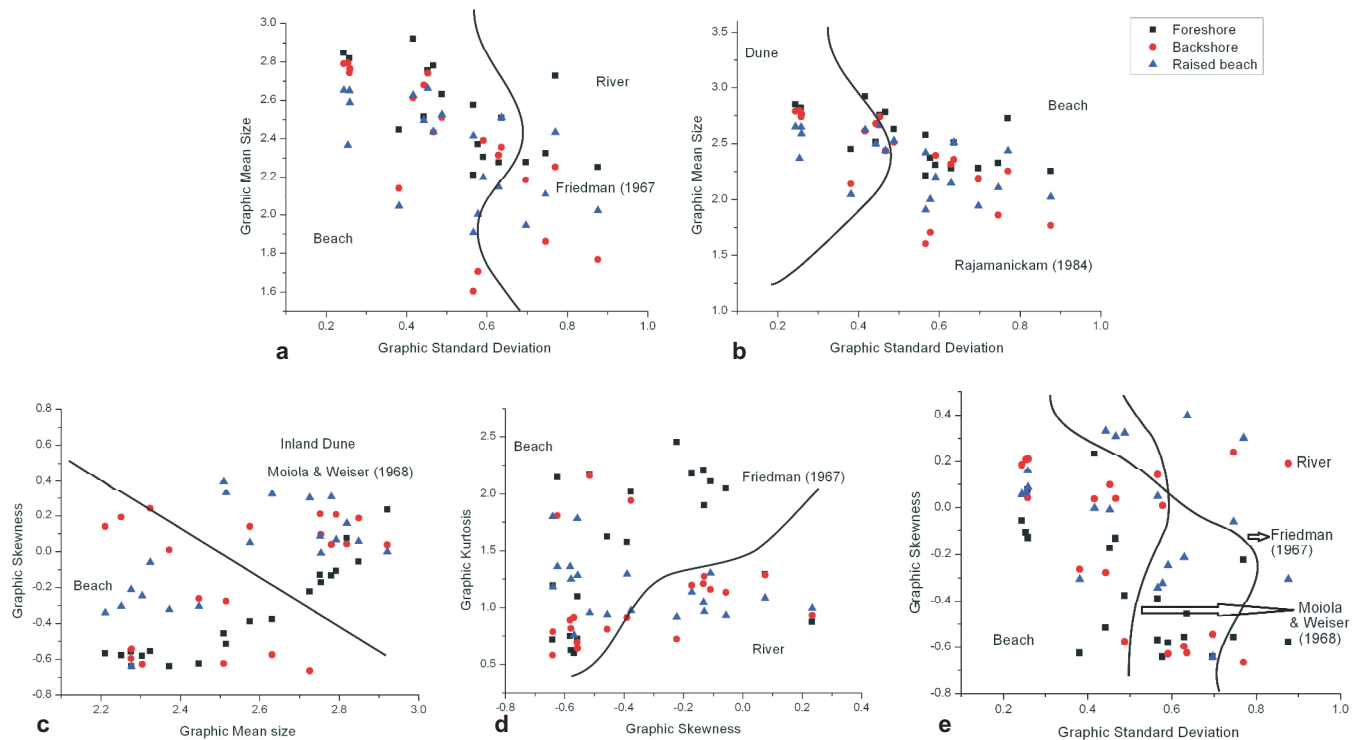 3.0
2.8
2.6
2.4
2.2
2.0
1.8
1.6
Graphic Mean Size
River
Friedman (1967
Beach
0.2
0.4
0.6
0.8
1.0
a
Graphic Standard Deviation
3.5
3.0
2.5
2.0
1.5
1.0
Graphic Mean Size
Dune
Beach
Rajamanickam (1984)
0.2
0.4
0.6
0.8
1.0
b
Graphic Standard Deviation
Foreshore
Backshore
Raised beach
0.8
0.6
0.4
0.2
0.0
-0.2
-0.4
-0.6
-0.8
Graphic Skewness
Inland Dune
Moiola & Weiser (1968)
Beach
2.2
2.4
2.6
2.8
3.0
c
Graphic Mean size
2.5
2.0
1.5
1.0
0.5
Graphic Kurtosis
Beach
Friedman (1967)
River
-0.8
-0.6
-0.4
-0.2
0.0
0.2
0.4
d
Graphic Skewness
0.4
0.2
0.0
-0.2
-0.4
-0.6
-0.8
Graphic Skewness
River
Friedman
(1967)
Moiola
& Weiser
(1968)
Beach
0.2
0.4
0.6
0.8
1.0
e
Graphic Standard Deviation